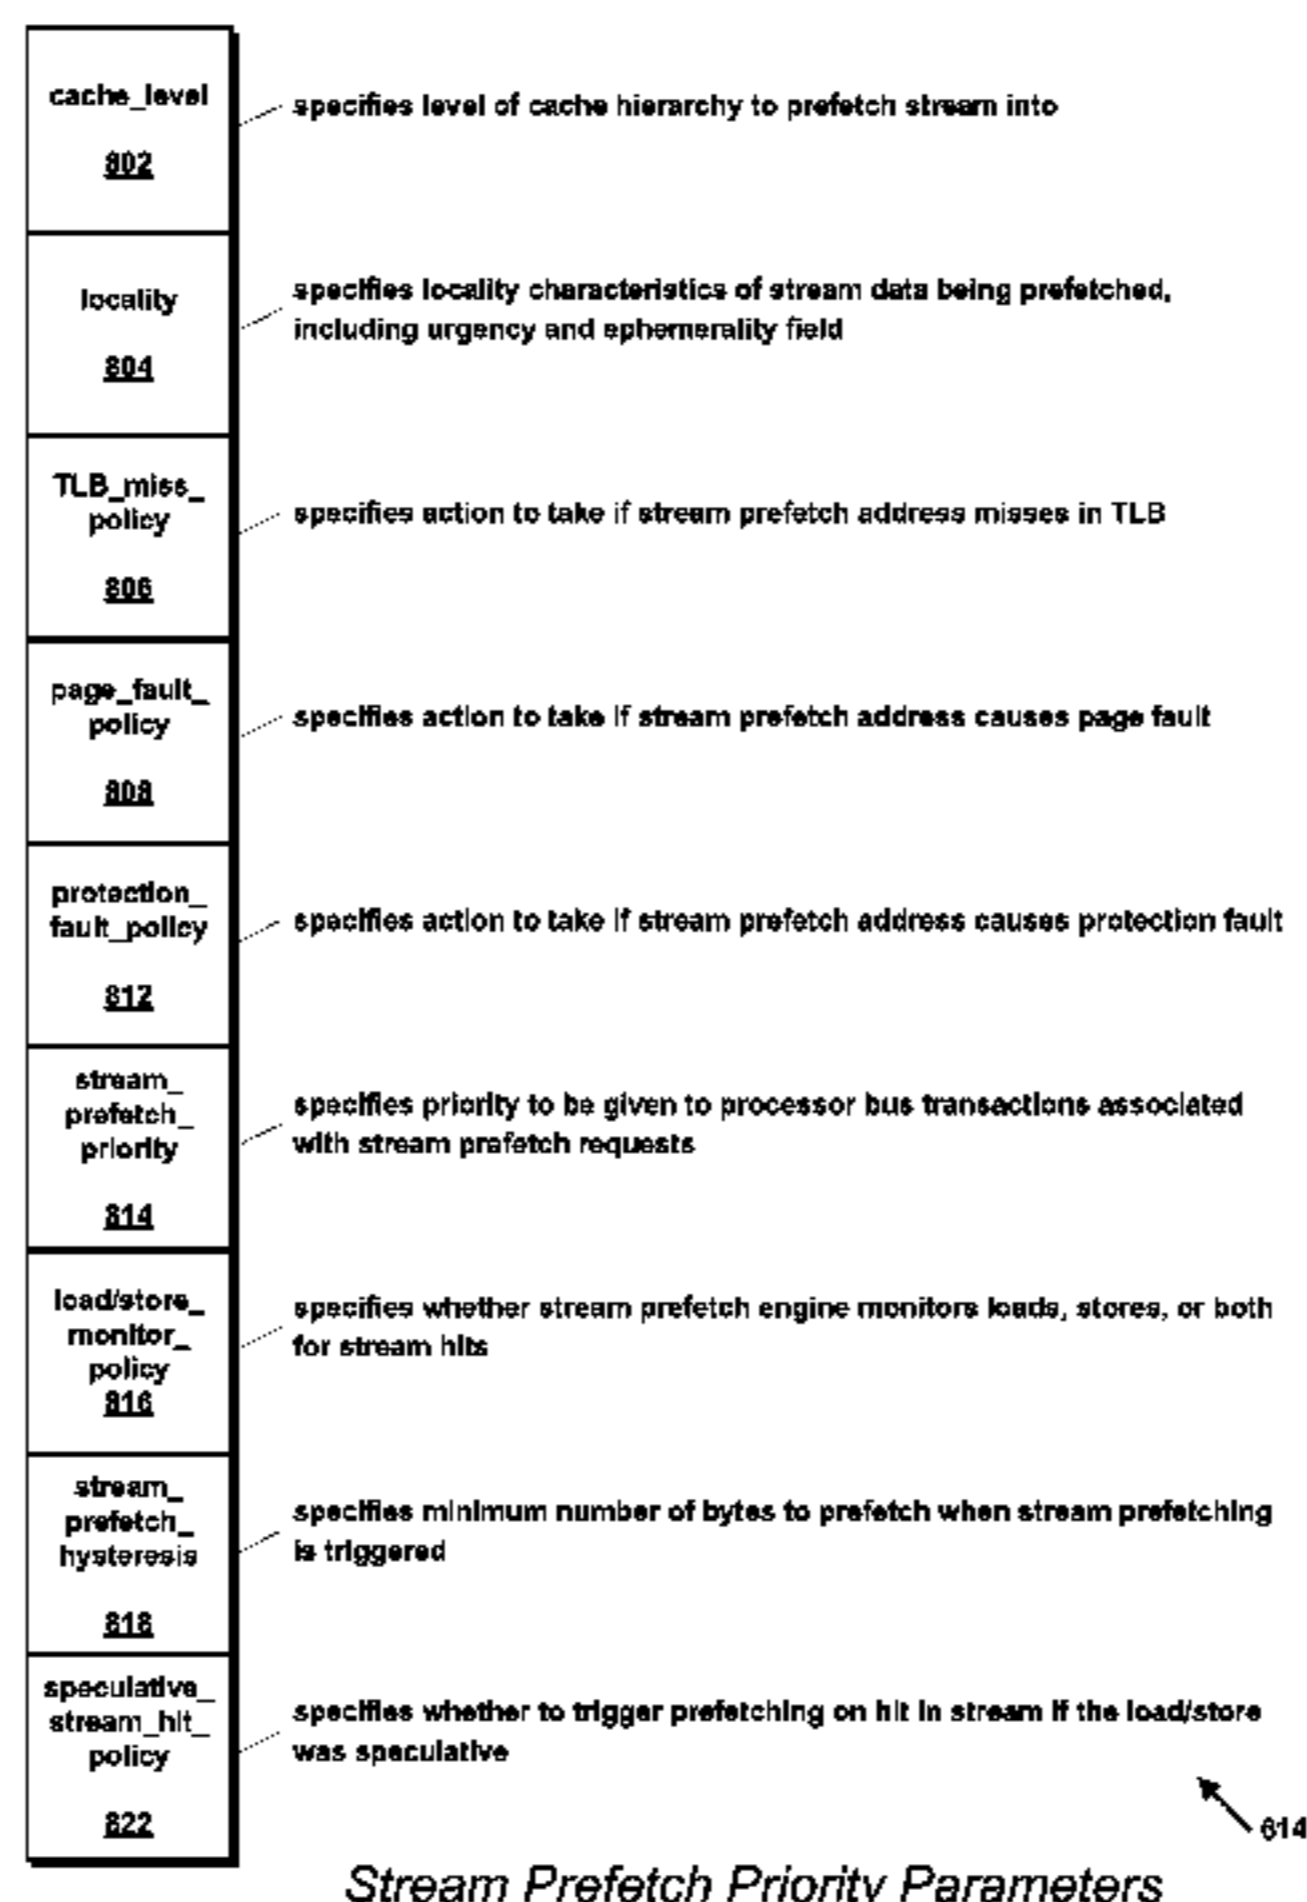 cache_level
802
specifies level of cache hierarchy to prefetch stream into
locality
804
specifies locality characteristics of stream data being prefetched,
including urgency and ephemerality field
TLB_miss_
policy
806
specifies action to take if stream prefetch address misses in TLB
page_fault_
policy
808
specifies action to take if stream prefetch address causes page fault
protection_
fault_policy
812
specifies action to take if stream prefetch address causes protection fault
stream_
prefetch_
priority
814
specifies priority to be given to processor bus transactions associated
with stream prefetch requests
load/store_
monitor_
policy
816
specifies whether stream prefetch engine monitors loads, stores, or both
for stream hits
stream_
prefetch_
hysteresis
818
specifies minimum number of bytes to prefetch when stream prefetching
is triggered
speculative_
stream_hit_
policy
822
specifies whether to trigger prefetching on hit in stream if the load/store
was speculative
614
Stream Prefetch Priority Parameters